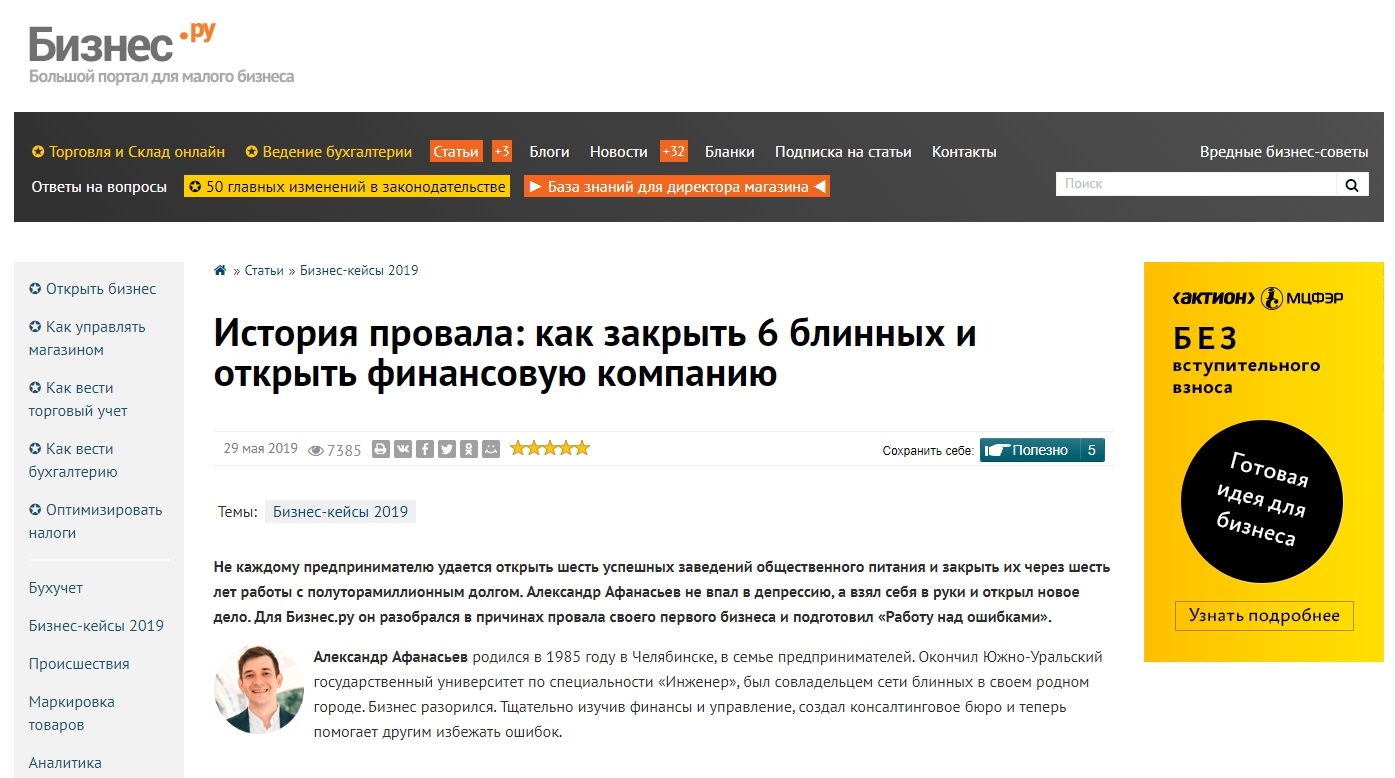 Бизнес.ру
Большой портал для малого бизнеса
Торговля и Склад онлайн Ведение бухгалтерии Статьи +3 Блоги Новости +32 Бланки Подписка на статьи Контакты Вредные бизнес-советы
Ответы на вопросы 50 главных изменений в законодательстве База знаний для директора магазина Поиск
Открыть бизнес
Как управлять
магазином
Как вести
торговый учет
Как вести
бухгалтерию
Оптимизировать
налоги
Бухучет
Бизнес-кейсы 2019
Происшествия
Маркировка
товаров
Аналитика
» Статьи » Бизнес-кейсы 2019
История провала: как закрыть 6 блинных и
открыть финансовую компанию
29 мая 2019 7385 Сохранить себе: Полезно 5
Темы: Бизнес-кейсы 2019
Не каждому предпринимателю удается открыть шесть успешных заведений общественного питания и закрыть их через шесть
лет работы с полуторамиллионным долгом. Александр Афанасьев не впал в депрессию, а взял себя в руки и открыл новое
дело. Для Бизнес.ру он разобрался в причинах провала своего первого бизнеса и подготовил «Работу над ошибками».
Александр Афанасьев родился в 1985 году в Челябинске, в семье предпринимателей. Окончил Южно-Уральский
государственный университет по специальности «Инженер», был совладельцем сети блинных в своем родном
городе. Бизнес разорился. Тщательно изучив финансы и управление, создал консалтинговое бюро и теперь
помогает другим избежать ошибок.
‹актион› МЦФЭР
БЕЗ
вступительного
взноса
Готовая
идея для
бизнеса
Узнать подробнее